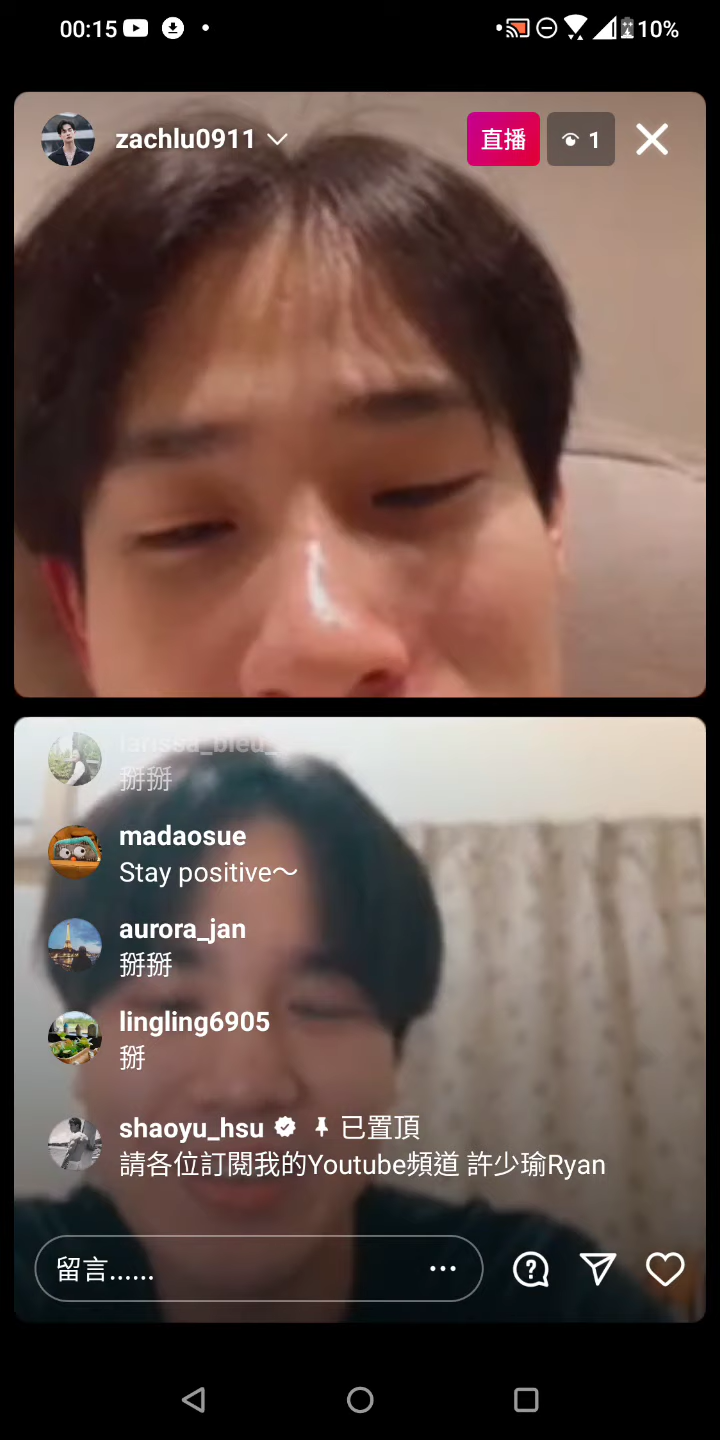 00:15
10%
zachlu0911
直播
1
larissa_bleu_
掰掰
madaosue
Stay positive～
aurora_jan
掰掰
lingling6905
掰
shaoyu_hsu 已置頂
請各位訂閱我的Youtube頻道 許少瑜Ryan
留言......